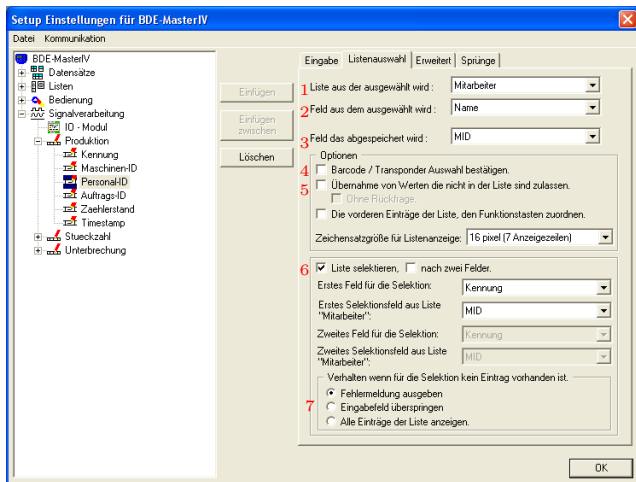 Setup Einstellungen für BDE-MasterIV
Datei Kommunikation
BDE-MasterIV
Datensätze
Listen
Bedienung
Signalverarbeitung
IO - Modul
Produktion
Kennung
Maschinen-ID
Personal-ID
Auftrags-ID
Zaehlerstand
Timestamp
Stueckzahl
Unterbrechung
Einfügen
Einfügen zwischen
Löschen
Eingabe Listenauswahl Erweitert Sprünge
1 Liste aus der ausgewählt wird : Mitarbeiter
2 Feld aus dem ausgewählt wird : Name
3 Feld das abgespeichert wird : MID
Optionen
4 Barcode / Transponder Auswahl bestätigen.
5 Übernahme von Werten die nicht in der Liste sind zulassen.
Ohne Rückfrage.
Die vorderen Einträge der Liste, den Funktionstasten zuordnen.
Zeichensatzgröße für Listenanzeige: 16 pixel (7 Anzeigezeilen)
6 Liste selektieren, nach zwei Felder.
Erstes Feld für die Selektion: Kennung
Erstes Selektionsfeld aus Liste "Mitarbeiter": MID
Zweites Feld für die Selektion: Kennung
Zweites Selektionsfeld aus Liste "Mitarbeiter": MID
Verhalten wenn für die Selektion kein Eintrag vorhanden ist.
Fehlermeldung ausgeben
7 Eingabefeld überspringen
Alle Einträge der Liste anzeigen.
OK